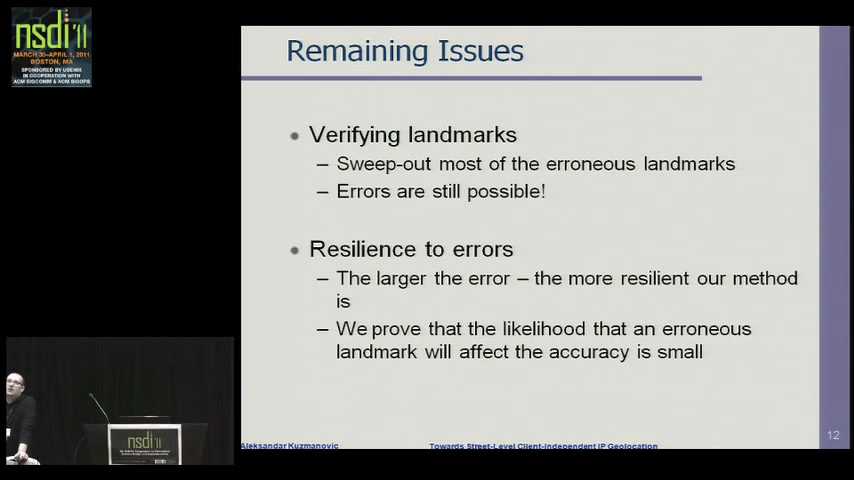 nsdi'11
MARCH 30–APRIL 1, 2011
BOSTON, MA
SPONSORED BY USENIX
IN COOPERATION WITH
ACM SIGCOMM & ACM SIGOPS
Remaining Issues
Verifying landmarks
– Sweep-out most of the erroneous landmarks
– Errors are still possible!
Resilience to errors
– The larger the error – the more resilient our method
is
– We prove that the likelihood that an erroneous
landmark will affect the accuracy is small
12
Aleksandar Kuzmanovic
Towards Street-Level Client-Independent IP Geolocation
nsdi'11